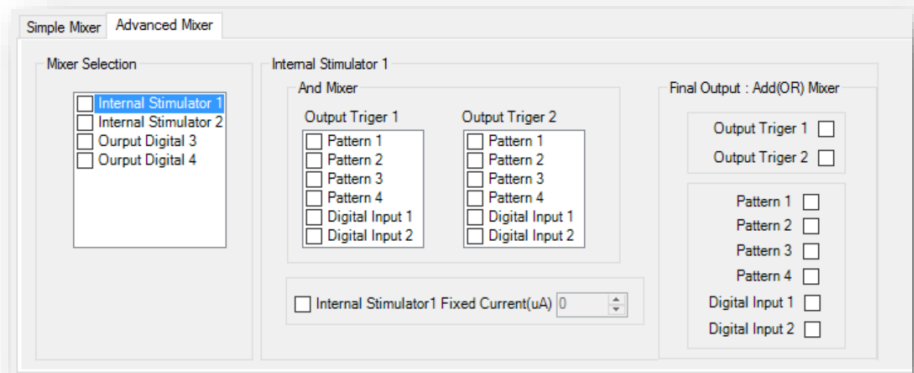 Simple Mixer
Advanced Mixer
Mixer Selection
Internal Stimulator 1
Internal Stimulator 2
Ourput Digital 3
Ourput Digital 4
Internal Stimulator 1
And Mixer
Output Triger 1
Pattern 1
Pattern 2
Pattern 3
Pattern 4
Digital Input 1
Digital Input 2
Output Triger 2
Pattern 1
Pattern 2
Pattern 3
Pattern 4
Digital Input 1
Digital Input 2
Internal Stimulator1 Fixed Current(uA) 0
Final Output : Add(OR) Mixer
Output Triger 1
Output Triger 2
Pattern 1
Pattern 2
Pattern 3
Pattern 4
Digital Input 1
Digital Input 2